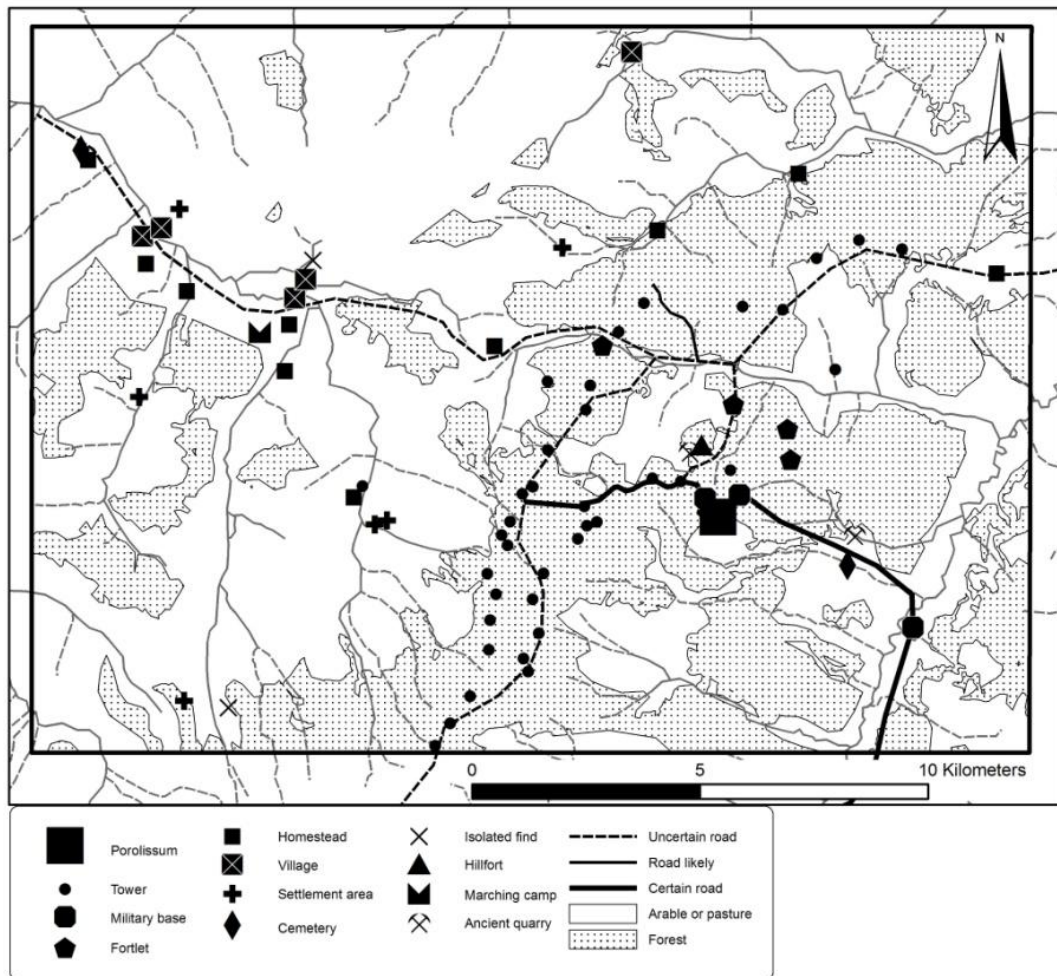 N
0 5 10 Kilometers
Porolissum
Tower
Military base
Fortlet
Homestead
Village
Settlement area
Cemetery
Isolated find
Hillfort
Marching camp
Ancient quarry
Uncertain road
Road likely
Certain road
Arable or pasture
Forest